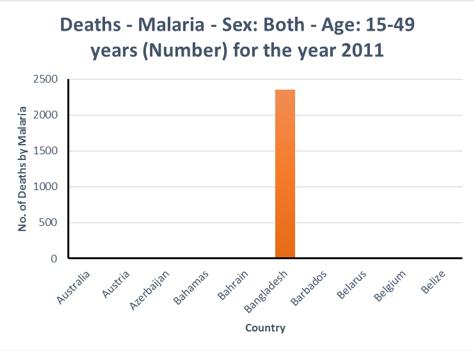 Deaths - Malaria - Sex: Both - Age: 15-49
years (Number) for the year 2011
2500
2000
1500
1000
500
0
No. of Deaths by Malaria
Australia
Austria
Azerbaijan
Bahamas
Bahrain
Bangladesh
Barbados
Belarus
Belgium
Belize
Country